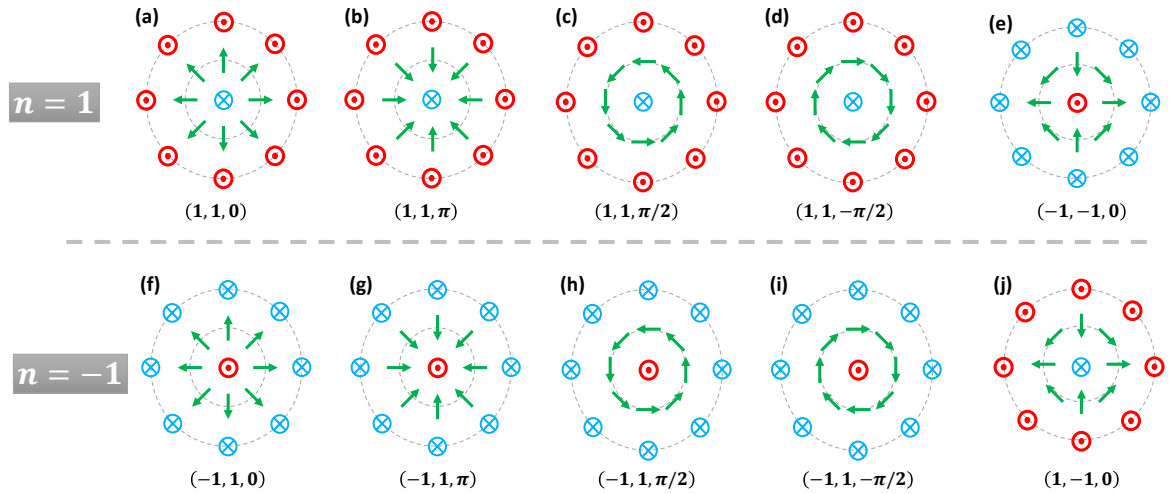 (a) (b) (c) (d) (e)
n = 1
(1, 1, 0) (1, 1, π) (1, 1, π/2) (1, 1, −π/2) (−1, −1, 0)
(f) (g) (h) (i) (j)
n = −1
(−1, 1, 0) (−1, 1, π) (−1, 1, π/2) (−1, 1, −π/2) (1, −1, 0)